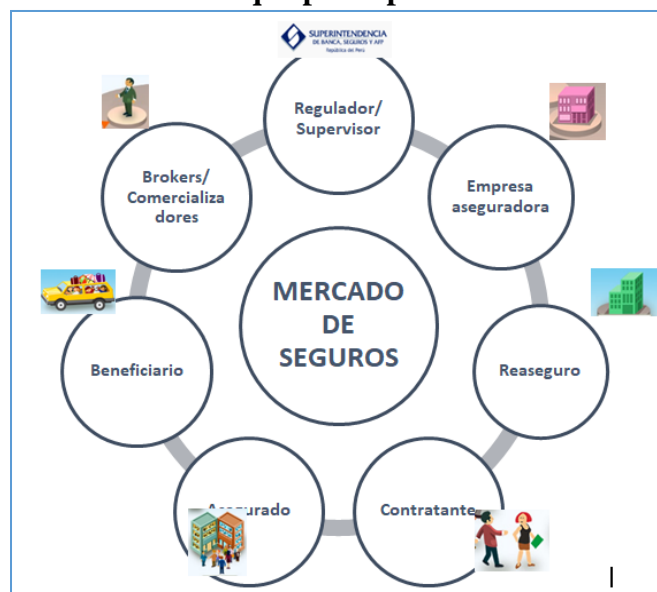 SUPERINTENDENCIA
DE BANCA, SEGUROS Y AFP
República del Perú
Regulador/
Supervisor
Empresa
aseguradora
Reaseguro
Contratante
Beneficiario
Brokers/
Comercializa
dores
MERCADO
DE
SEGUROS